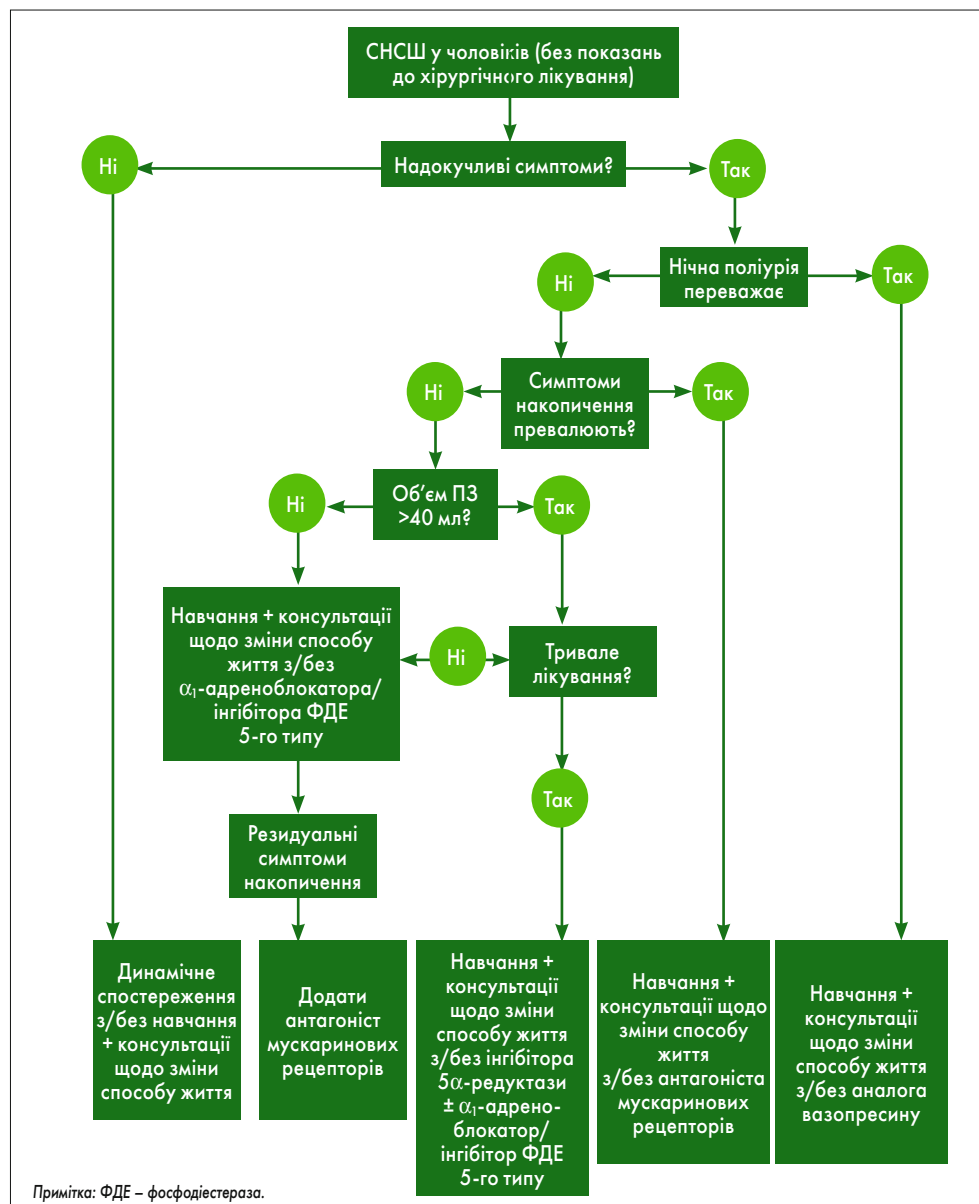 СНСШ у чоловіків (без показань
до хірургічного лікування)
Ні
Надокучливі симптоми?
Так
Ні
Нічна поліурія
переважає
Так
Ні
Симптоми
накопичення
превалюють?
Так
Ні
Об’єм ПЗ
>40 мл?
Так
Навчання + консультації
щодо зміни способу
життя з/без
α₁-адреноблокатора/
інгібітора ФДЕ
5-го типу
Ні
Тривале
лікування?
Так
Резидуальні
симптоми
накопичення
Динамічне
спостереження
з/без навчання
+ консультації
щодо зміни
способу життя
Додати
антагоніст
мускаринових
рецепторів
Навчання +
консультації
щодо зміни
способу життя
з/без інгібітора
5α-редуктази
± α₁-адрено-
блокатор/
інгібітор ФДЕ
5-го типу
Навчання +
консультації щодо
зміни способу
життя
з/без антагоніста
мускаринових
рецепторів
Навчання +
консультації
щодо зміни
способу життя
з/без аналога
вазопресину
Примітка: ФДЕ – фосфодіестераза.